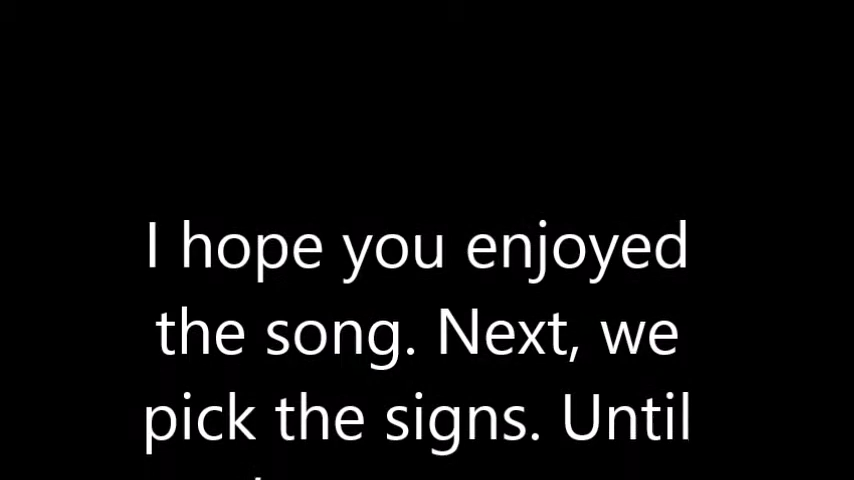 I hope you enjoyed
the song. Next, we
pick the signs. Until